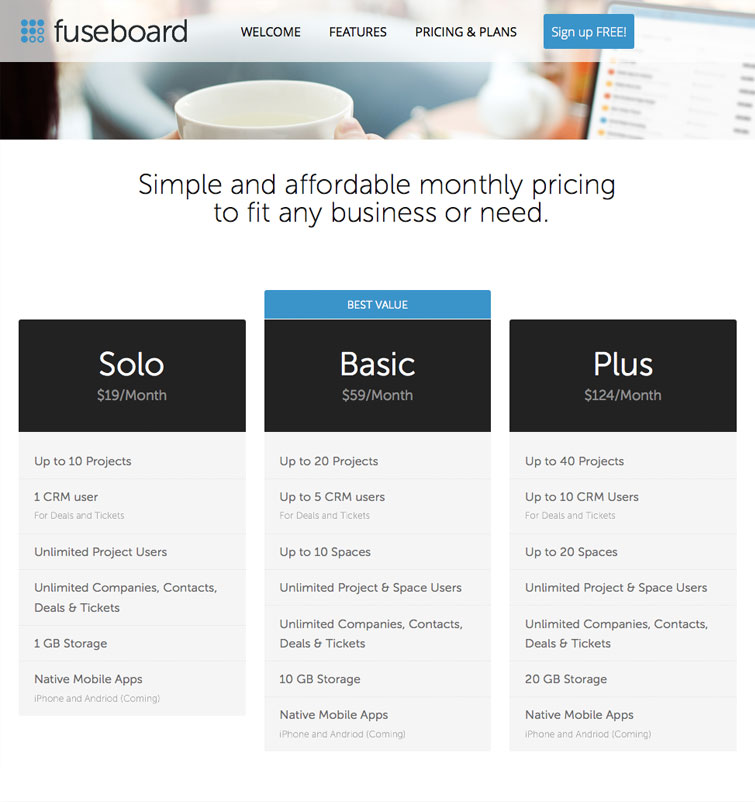 fuseboard
WELCOME
FEATURES
PRICING & PLANS
Sign up FREE!
Simple and affordable monthly pricing
to fit any business or need.
Solo
$19/Month
Up to 10 Projects
1 CRM user
For Deals and Tickets
Unlimited Project Users
Unlimited Companies, Contacts,
Deals & Tickets
1 GB Storage
Native Mobile Apps
iPhone and Andriod (Coming)
BEST VALUE
Basic
$59/Month
Up to 20 Projects
Up to 5 CRM users
For Deals and Tickets
Up to 10 Spaces
Unlimited Project & Space Users
Unlimited Companies, Contacts,
Deals & Tickets
10 GB Storage
Native Mobile Apps
iPhone and Andriod (Coming)
Plus
$124/Month
Up to 40 Projects
Up to 10 CRM Users
For Deals and Tickets
Up to 20 Spaces
Unlimited Project & Space Users
Unlimited Companies, Contacts,
Deals & Tickets
20 GB Storage
Native Mobile Apps
iPhone and Andriod (Coming)